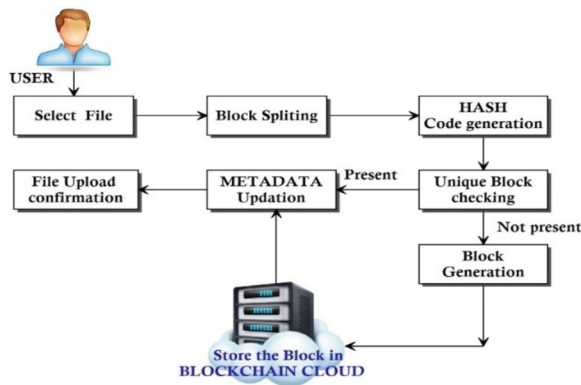 USER
Select File
Block Spliting
HASH
Code generation
File Upload
confirmation
METADATA
Updation
Present
Unique Block
checking
Not present
Block
Generation
Store the Block in
BLOCKCHAIN CLOUD